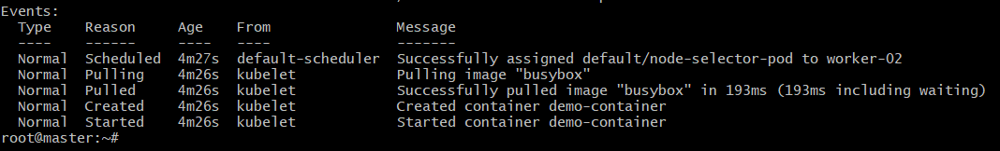 Events:
  Type    Reason     Age    From               Message
  ----    ------     ----   ----               -------
  Normal  Scheduled  4m27s  default-scheduler  Successfully assigned default/node-selector-pod to worker-02
  Normal  Pulling    4m26s  kubelet            Pulling image "busybox"
  Normal  Pulled     4m26s  kubelet            Successfully pulled image "busybox" in 193ms (193ms including waiting)
  Normal  Created    4m26s  kubelet            Created container demo-container
  Normal  Started    4m26s  kubelet            Started container demo-container
root@master:~#